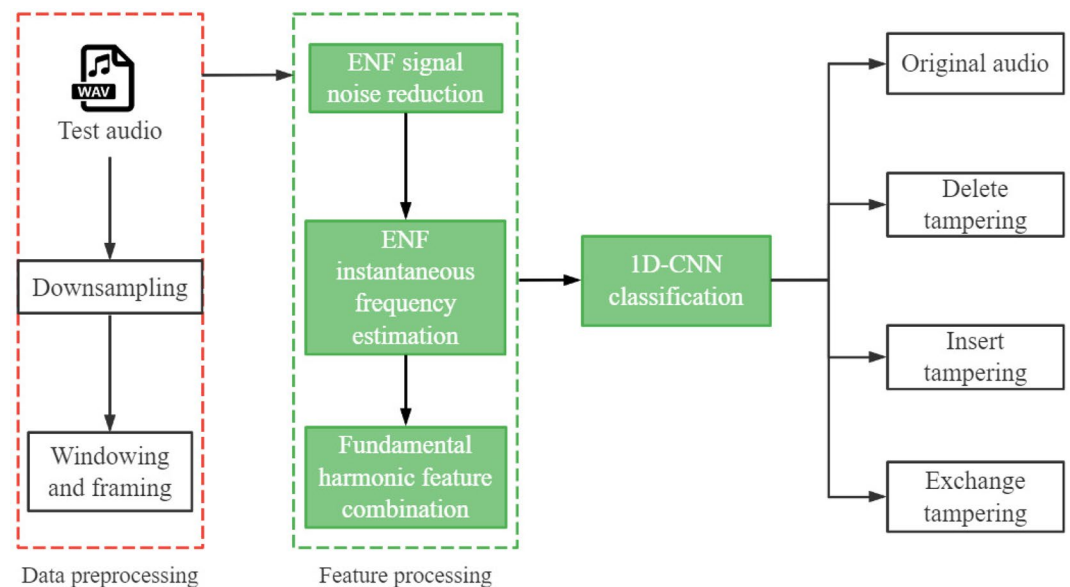 WAV
Test audio
Downsampling
Windowing
and framing
Data preprocessing
ENF signal
noise reduction
ENF
instantaneous
frequency
estimation
Fundamental
harmonic feature
combination
Feature processing
1D-CNN
classification
Original audio
Delete
tampering
Insert
tampering
Exchange
tampering